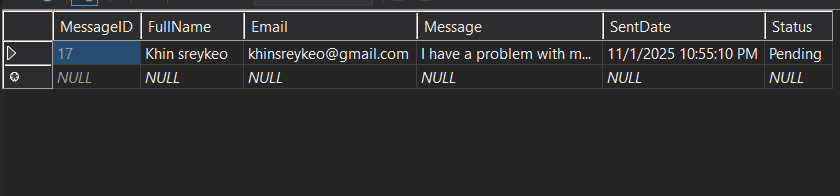 MessageID FullName Email Message SentDate Status
17 Khin sreykeo khinsreykeo@gmail.com I have a problem with m... 11/1/2025 10:55:10 PM Pending
NULL NULL NULL NULL NULL NULL